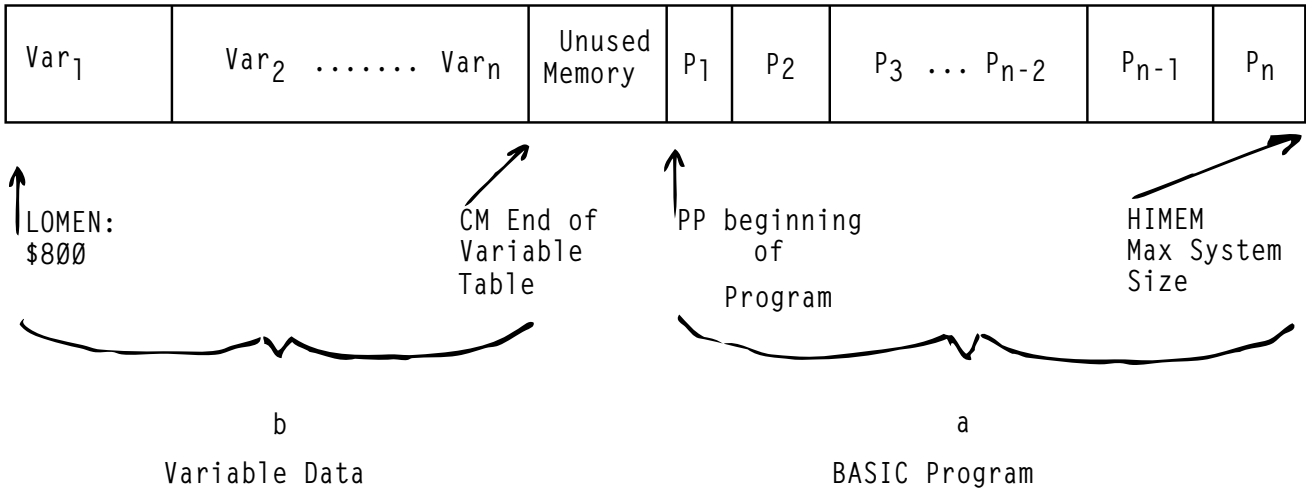 Var₁
Var₂ ....... Varₙ
Unused
Memory
P₁
P₂
P₃ ... Pₙ₋₂
Pₙ₋₁
Pₙ
LOMEN:
$8ØØ
CM End of
Variable
Table
PP beginning
of
Program
HIMEM
Max System
Size
b
Variable Data
a
BASIC Program